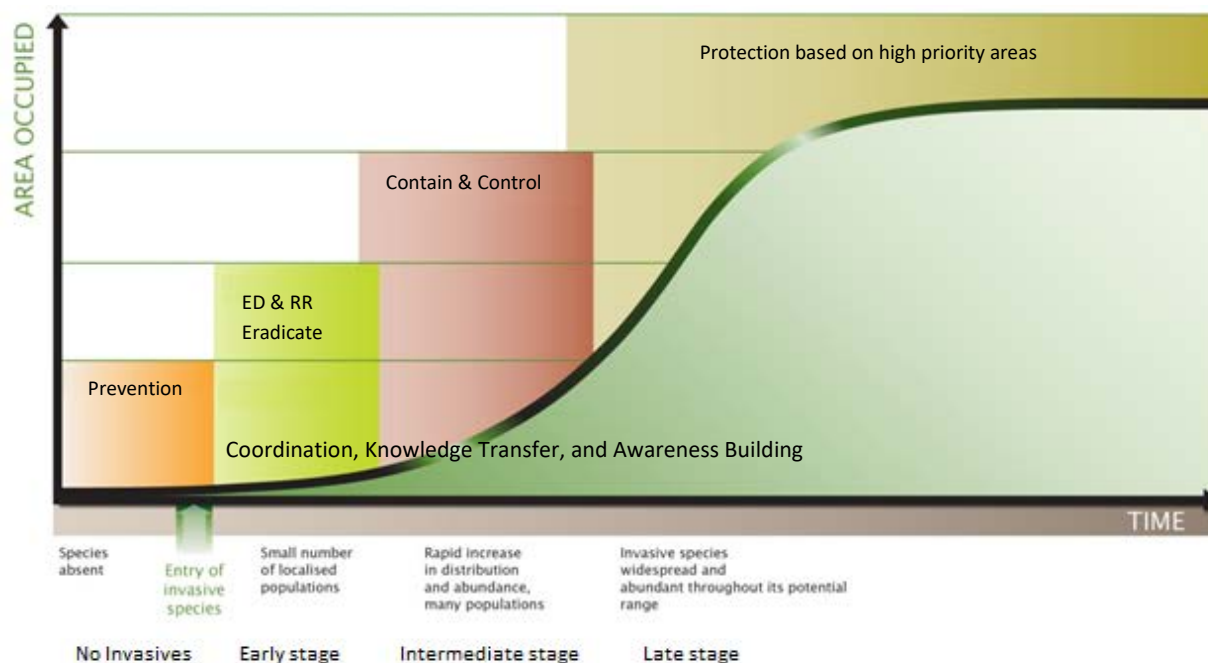 AREA OCCUPIED
Protection based on high priority areas
Contain & Control
ED & RR
Eradicate
Prevention
Coordination, Knowledge Transfer, and Awareness Building
TIME
Species
absent
Entry of
invasive
species
Small number
of localised
populations
Rapid increase
in distribution
and abundance,
many populations
Invasive species
widespread and
abundant throughout its potential
range
No Invasives
Early stage
Intermediate stage
Late stage